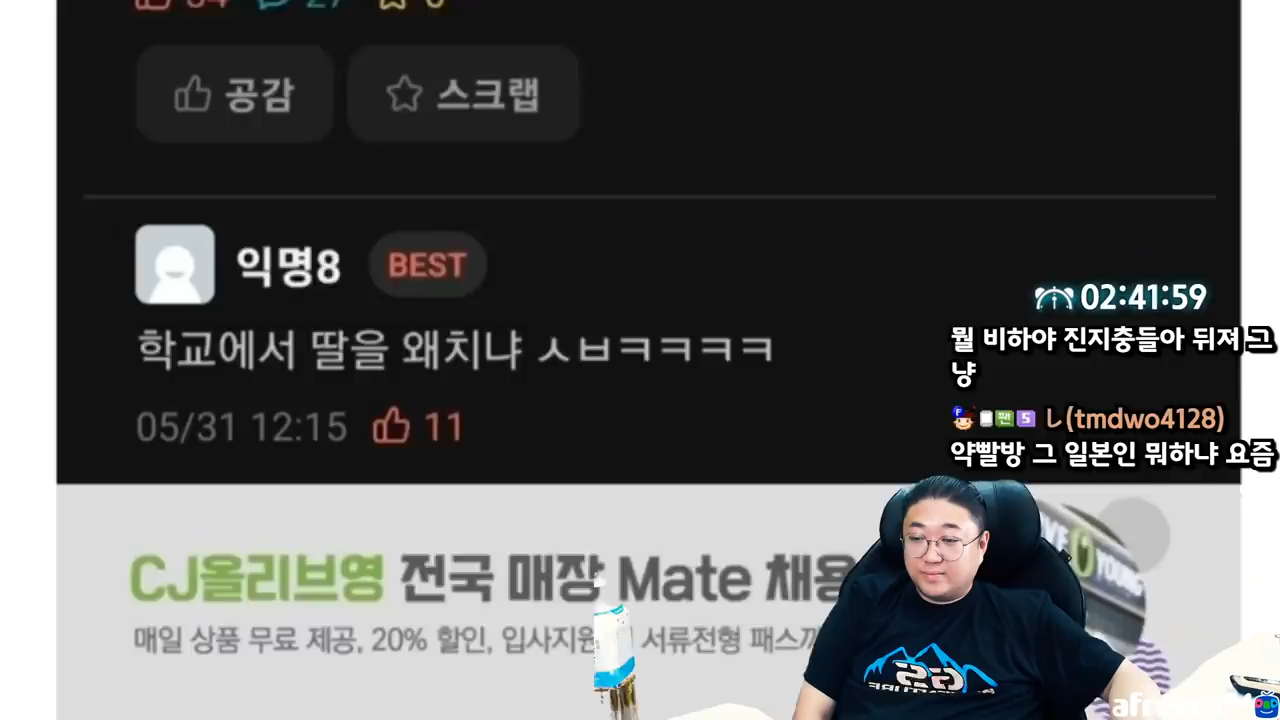 공감
스크랩
익명8
BEST
학교에서 딸을 왜치냐 ㅅㅂㅋㅋㅋㅋ
05/31 12:15
11
02:41:59
뭘 비하야 진지충들아 뒤져 그
냥
ㄴ(tmdwo4128)
약빨방 그 일본인 뭐하냐 요즘
CJ올리브영 전국 매장 Mate 채용
매일 상품 무료 제공, 20% 할인, 입사지원
서류전형 패스